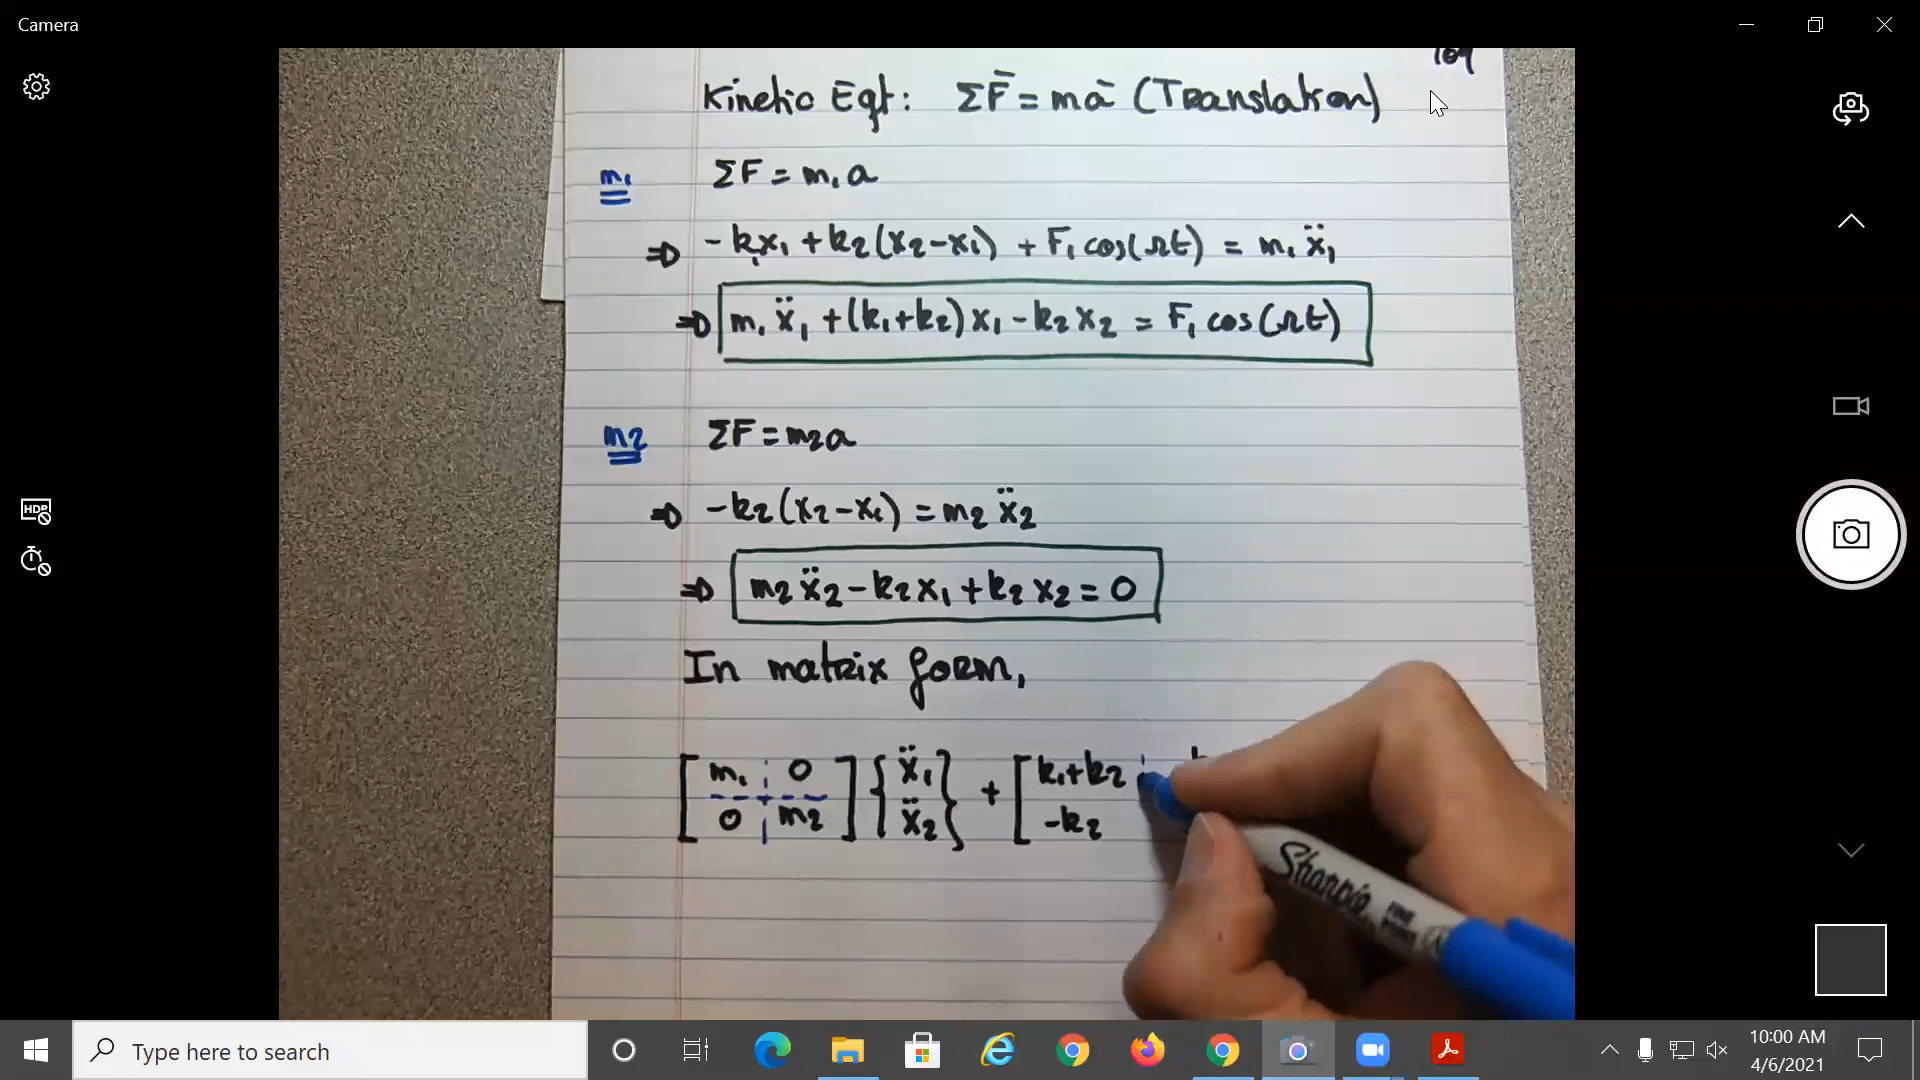 Camera
169
Kinetic Eqt: ΣF̄ = mā (Translation)
m₁ ΣF = m₁a
⇒ -k₁x₁ + k₂(x₂-x₁) + F₁cos(Ωt) = m₁ẍ₁
⇒ m₁ẍ₁ + (k₁+k₂)x₁ - k₂x₂ = F₁cos(Ωt)
m₂ ΣF = m₂a
⇒ -k₂(x₂-x₁) = m₂ẍ₂
⇒ m₂ẍ₂ - k₂x₁ + k₂x₂ = 0
In matrix form,
[m₁ 0] {ẍ₁} + [k₁+k₂
[0 m₂] {ẍ₂} [-k₂
Sharpie
FINE
HDR
Type here to search
10:00 AM
4/6/2021